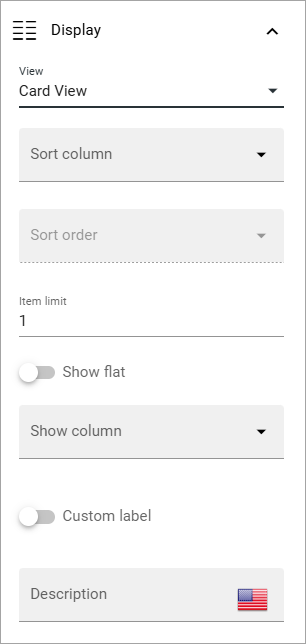 Display
View
Card View
Sort column
Sort order
Item limit
1
Show flat
Show column
Custom label
Description